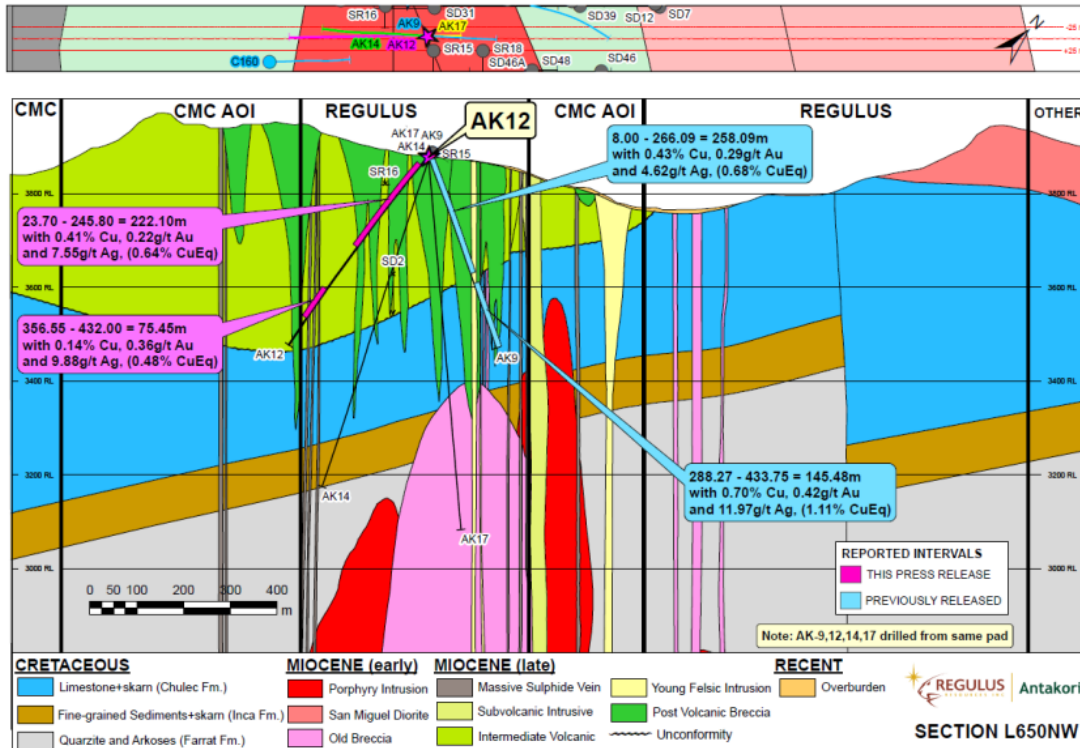 SR16
SD31
SD39
SD12
SD7
AK9
AK17
AK14
AK12
SR15
SR18
SD46A
SD48
SD46
C160
N
-25
+25
CMC
CMC AOI
REGULUS
CMC AOI
REGULUS
OTHER
AK12
AK17
AK9
AK14
SR15
SR16
8.00 - 266.09 = 258.09m
with 0.43% Cu, 0.29g/t Au
and 4.62g/t Ag, (0.68% CuEq)
3800 RL
3800 RL
23.70 - 245.80 = 222.10m
with 0.41% Cu, 0.22g/t Au
and 7.55g/t Ag, (0.64% CuEq)
SD2
3600 RL
3600 RL
356.55 - 432.00 = 75.45m
with 0.14% Cu, 0.36g/t Au
and 9.88g/t Ag, (0.48% CuEq)
AK12
AK9
3400 RL
3400 RL
288.27 - 433.75 = 145.48m
with 0.70% Cu, 0.42g/t Au
and 11.97g/t Ag, (1.11% CuEq)
3200 RL
3200 RL
AK14
AK17
3000 RL
3000 RL
REPORTED INTERVALS
THIS PRESS RELEASE
PREVIOUSLY RELEASED
0 50 100 200 300 400
m
Note: AK-9,12,14,17 drilled from same pad
CRETACEOUS
Limestone+skarn (Chulec Fm.)
Fine-grained Sediments+skarn (Inca Fm.)
Quarzite and Arkoses (Farrat Fm.)
MIOCENE (early)
Porphyry Intrusion
San Miguel Diorite
Old Breccia
MIOCENE (late)
Massive Sulphide Vein
Subvolcanic Intrusive
Intermediate Volcanic
Young Felsic Intrusion
Post Volcanic Breccia
Unconformity
RECENT
Overburden
REGULUS
Antakori
SECTION L650NW